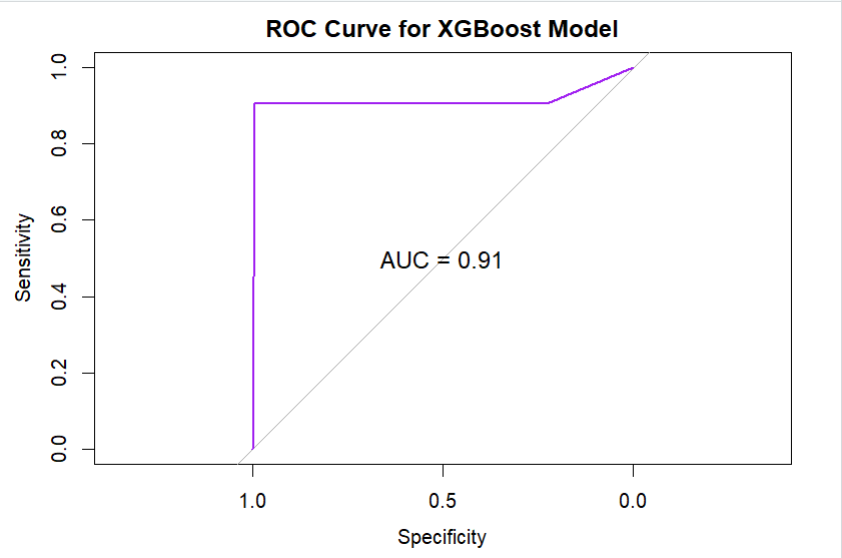 ROC Curve for XGBoost Model
1.0
0.8
0.6
0.4
0.2
0.0
Sensitivity
AUC = 0.91
1.0 0.5 0.0
Specificity